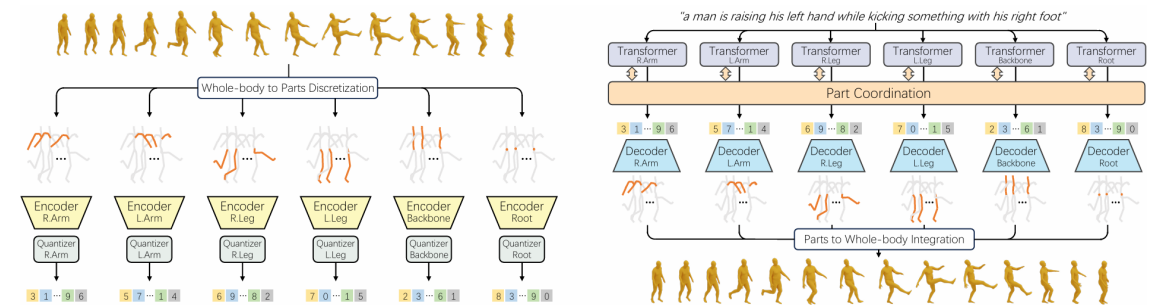 Whole-body to Parts Discretization
...
...
...
...
...
...
Encoder
R.Arm
Encoder
L.Arm
Encoder
R.Leg
Encoder
L.Leg
Encoder
Backbone
Encoder
Root
Quantizer
R.Arm
Quantizer
L.Arm
Quantizer
R.Leg
Quantizer
L.Leg
Quantizer
Backbone
Quantizer
Root
3 1 ... 9 6
5 7 ... 1 4
6 9 ... 8 2
7 0 ... 1 5
2 3 ... 6 1
8 3 ... 9 0
"a man is raising his left hand while kicking something with his right foot"
Transformer
R.Arm
Transformer
L.Arm
Transformer
R.Leg
Transformer
L.Leg
Transformer
Backbone
Transformer
Root
Part Coordination
3 1 ... 9 6
5 7 ... 1 4
6 9 ... 8 2
7 0 ... 1 5
2 3 ... 6 1
8 3 ... 9 0
Decoder
R.Arm
Decoder
L.Arm
Decoder
R.Leg
Decoder
L.Leg
Decoder
Backbone
Decoder
Root
...
...
...
...
...
...
Parts to Whole-body Integration